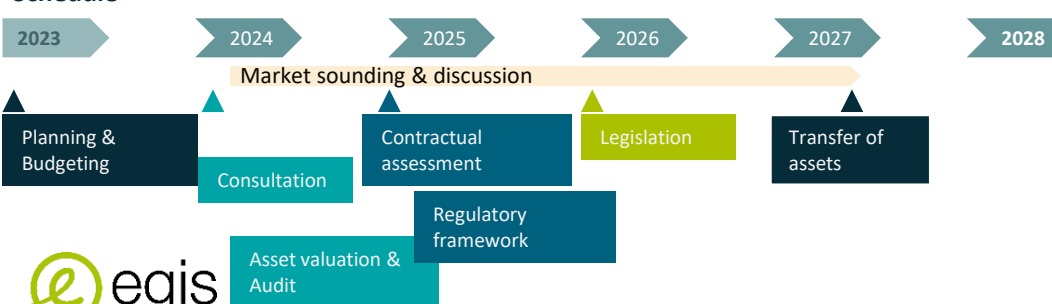 2023 2024 2025 2026 2027 2028
Market sounding & discussion
Planning &
Budgeting
Consultation
Contractual
assessment
Legislation
Transfer of
assets
Regulatory
framework
Asset valuation &
Audit
egis